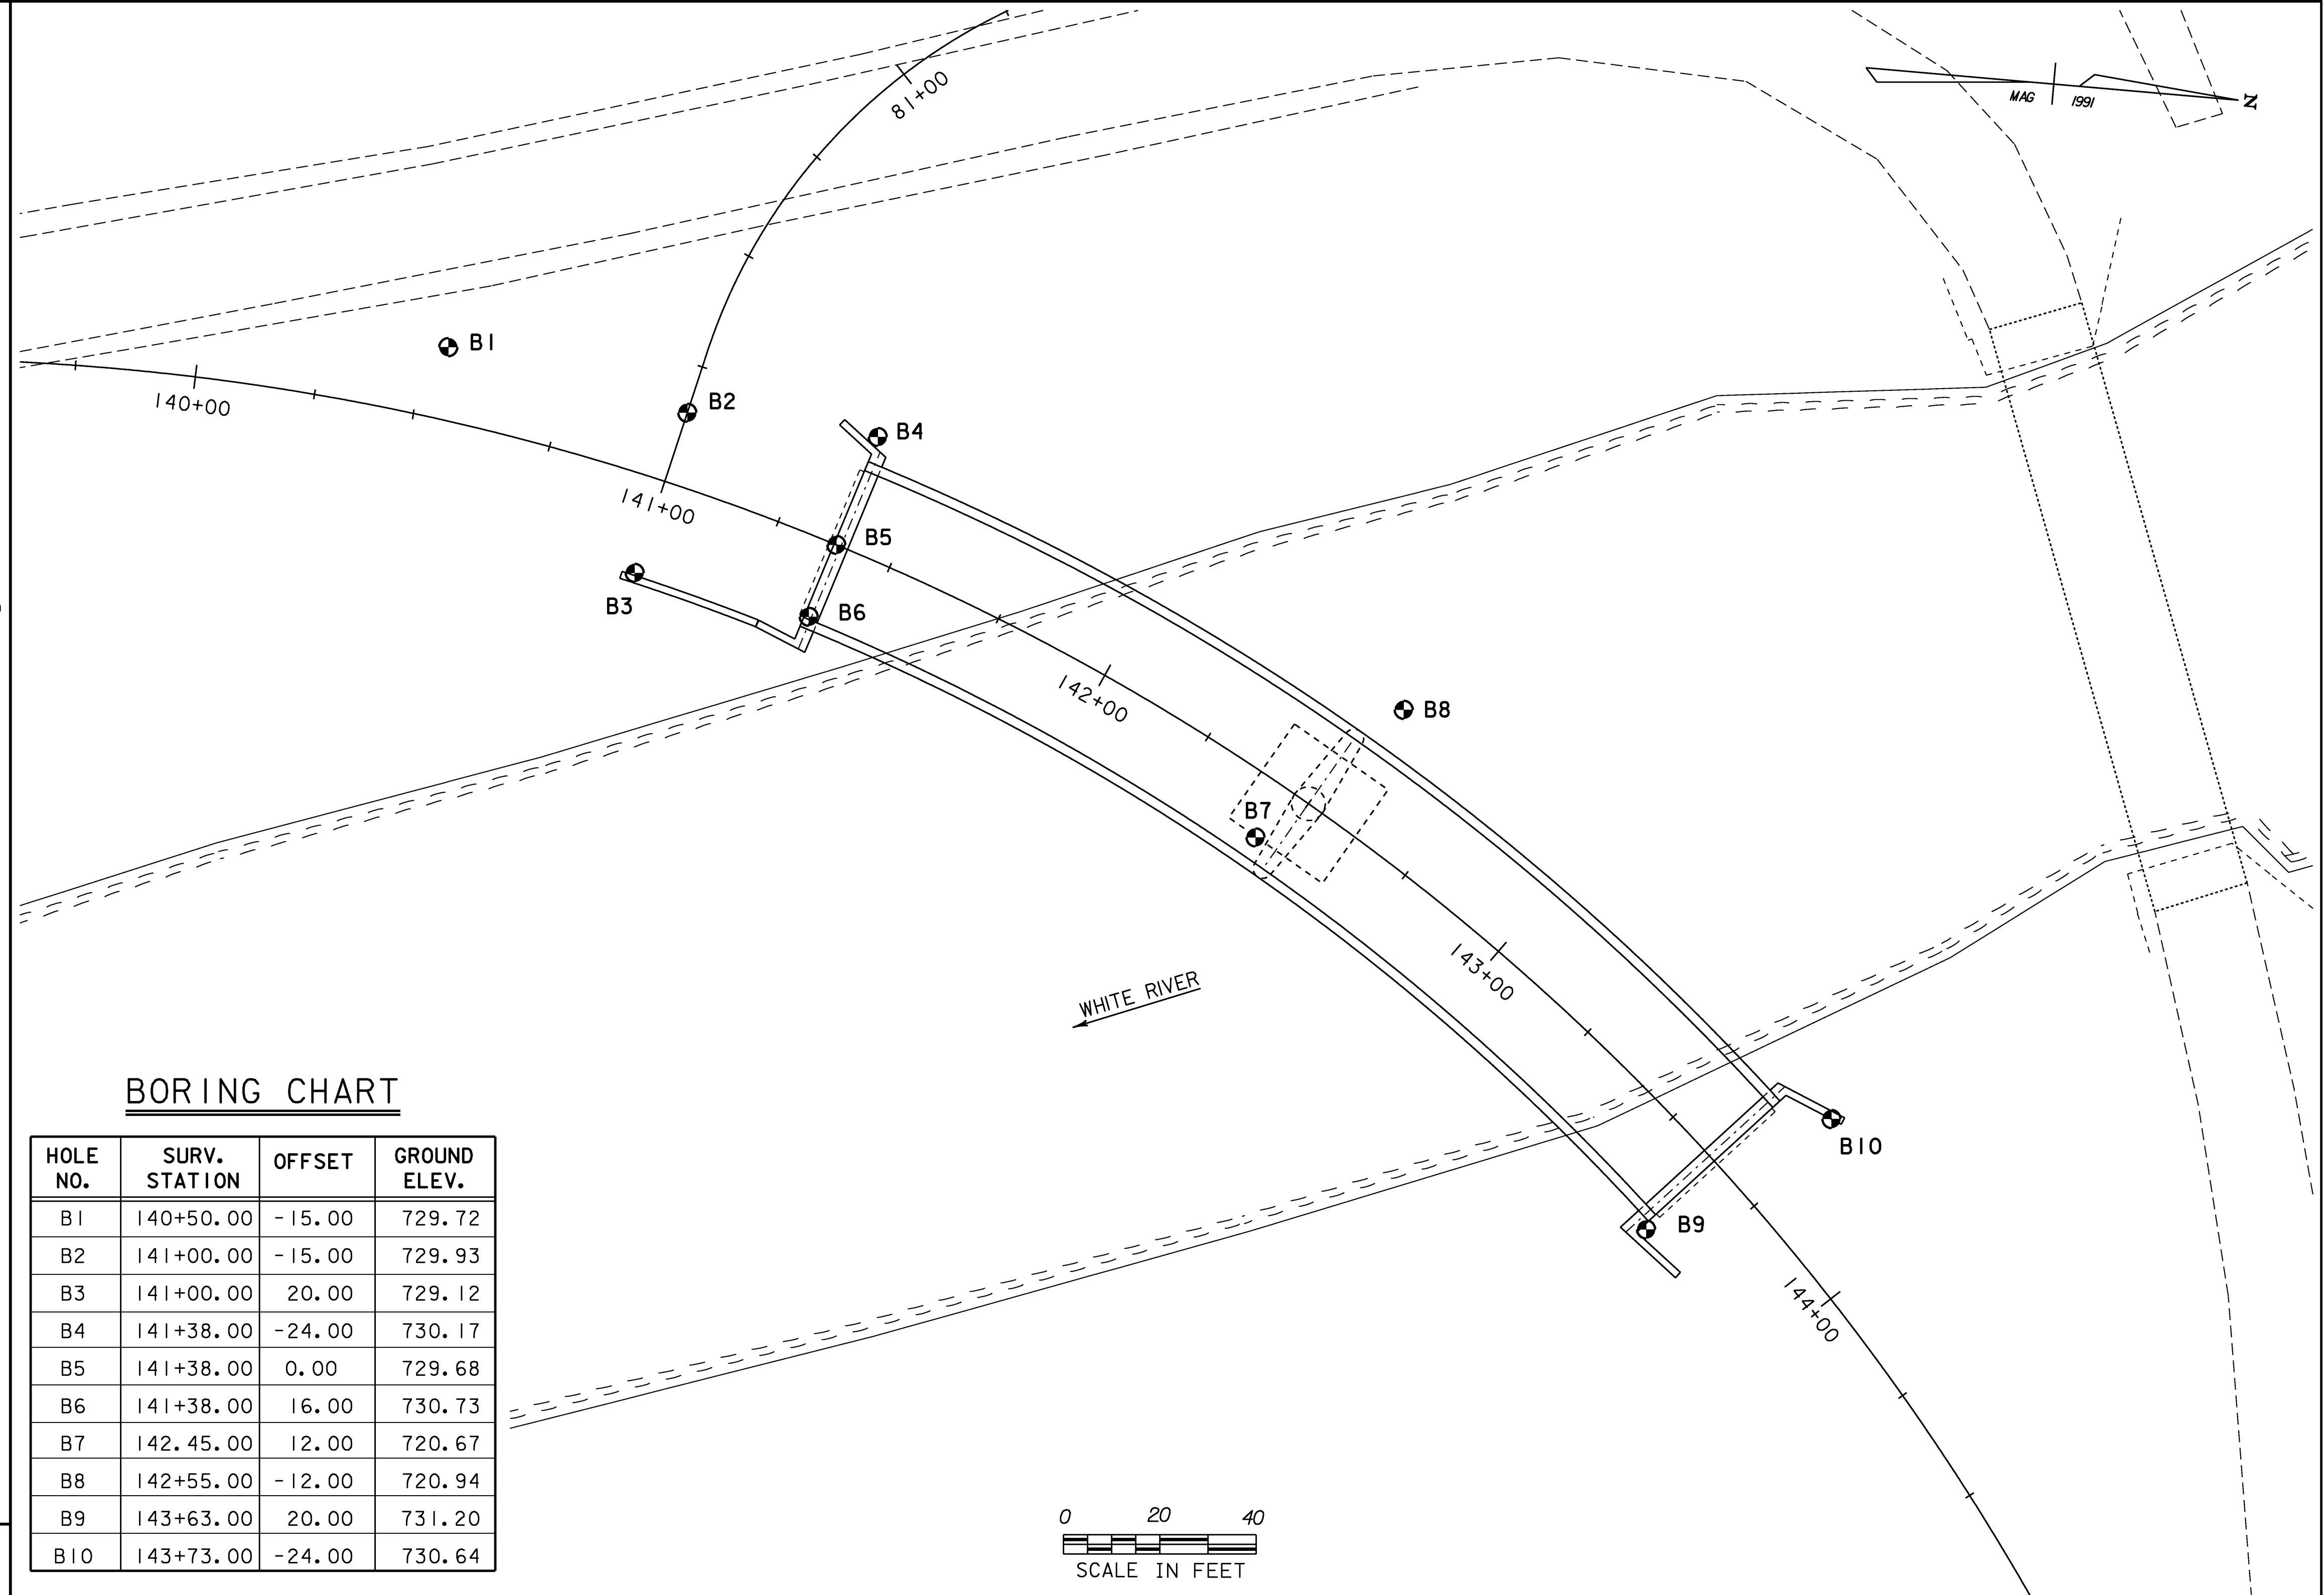 81+00
MAG 1991 N
B1
140+00
B2
B4
141+00
B5
B3
B6
142+00
B8
B7
143+00
WHITE RIVER
B10
B9
144+00
BORING CHART
HOLE NO. SURV. STATION OFFSET GROUND ELEV.
B1 140+50.00 -15.00 729.72
B2 141+00.00 -15.00 729.93
B3 141+00.00 20.00 729.12
B4 141+38.00 -24.00 730.17
B5 141+38.00 0.00 729.68
B6 141+38.00 16.00 730.73
B7 142.45.00 12.00 720.67
B8 142+55.00 -12.00 720.94
B9 143+63.00 20.00 731.20
B10 143+73.00 -24.00 730.64
0 20 40
SCALE IN FEET